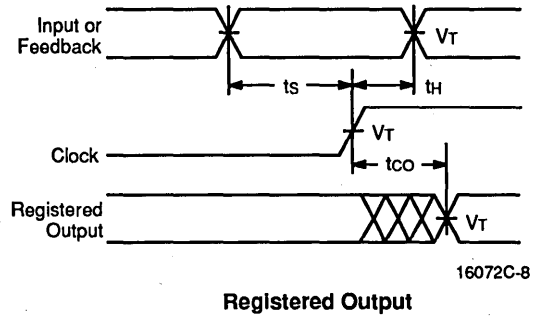 Input or
Feedback
VT
tS
tH
Clock
VT
tCO
Registered
Output
VT
16072C-8
Registered Output